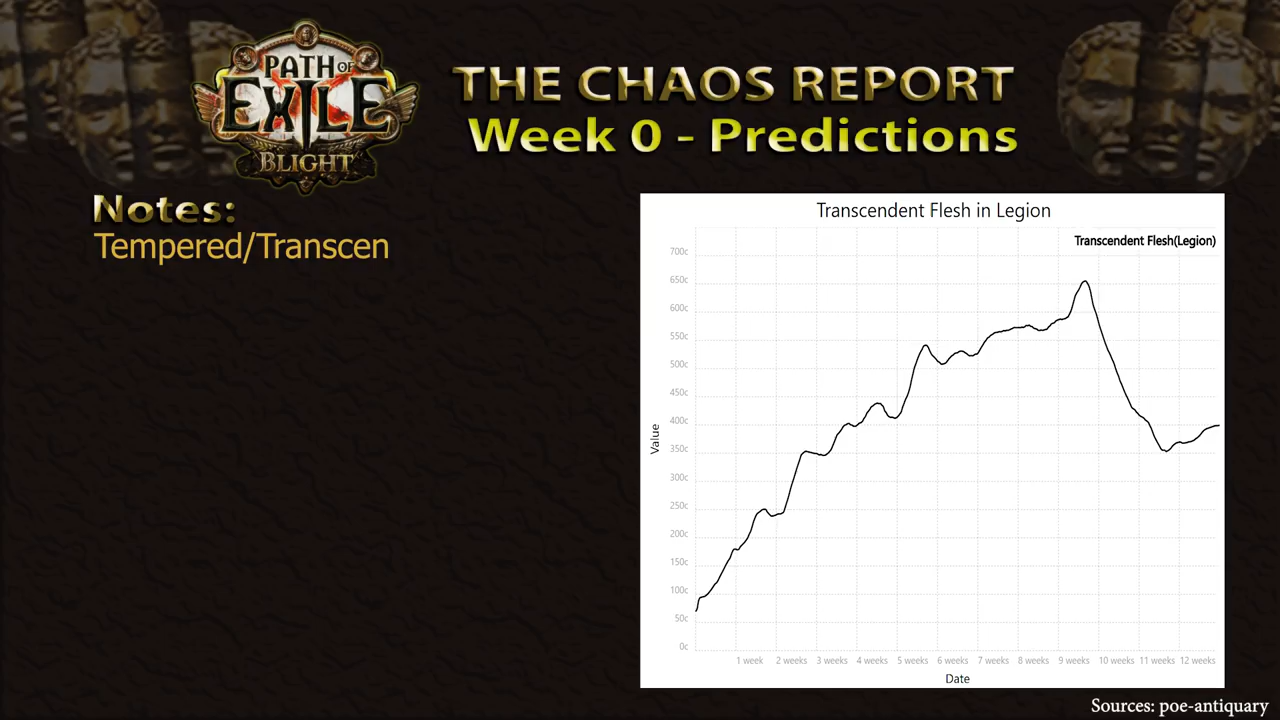 PATH OF
EXILE
BLIGHT
THE CHAOS REPORT
Week 0 - Predictions
Notes:
Tempered/Transcen
Transcendent Flesh in Legion
Transcendent Flesh(Legion)
700c
650c
600c
550c
500c
450c
400c
350c
300c
250c
200c
150c
100c
50c
0c
Value
1 week 2 weeks 3 weeks 4 weeks 5 weeks 6 weeks 7 weeks 8 weeks 9 weeks 10 weeks 11 weeks 12 weeks
Date
Sources: poe-antiquary